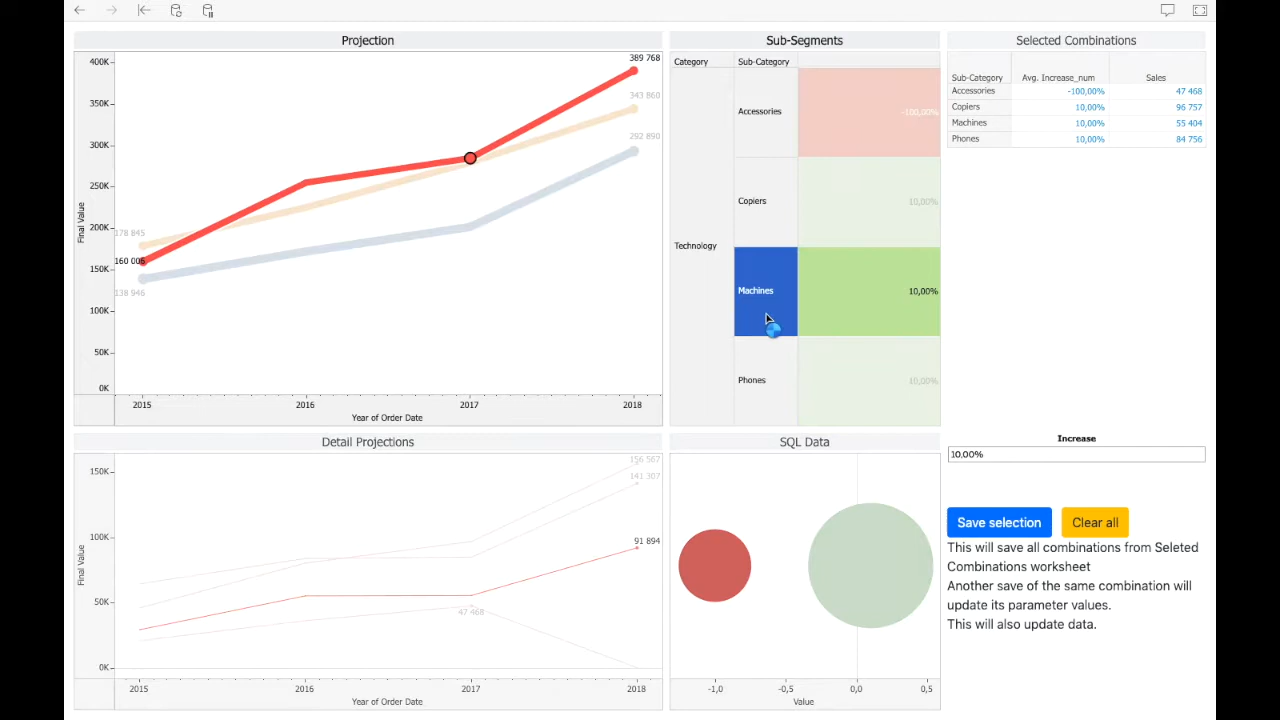 Projection
400K
350K
300K
250K
200K
150K
100K
50K
0K
Final Value
389 768
343 860
292 890
178 845
160 006
138 946
2015 2016 2017 2018
Year of Order Date
Sub-Segments
Category Sub-Category
Technology
Accessories -100,00%
Copiers 10,00%
Machines 10,00%
Phones 10,00%
Selected Combinations
Sub-Category Avg. Increase_num Sales
Accessories -100,00% 47 468
Copiers 10,00% 96 757
Machines 10,00% 55 404
Phones 10,00% 84 756
Detail Projections
150K
100K
50K
0K
Final Value
156 567
141 307
91 894
47 468
2015 2016 2017 2018
Year of Order Date
SQL Data
-1,0 -0,5 0,0 0,5
Value
Increase
10.00%
Save selection Clear all
This will save all combinations from Seleted
Combinations worksheet
Another save of the same combination will
update its parameter values.
This will also update data.